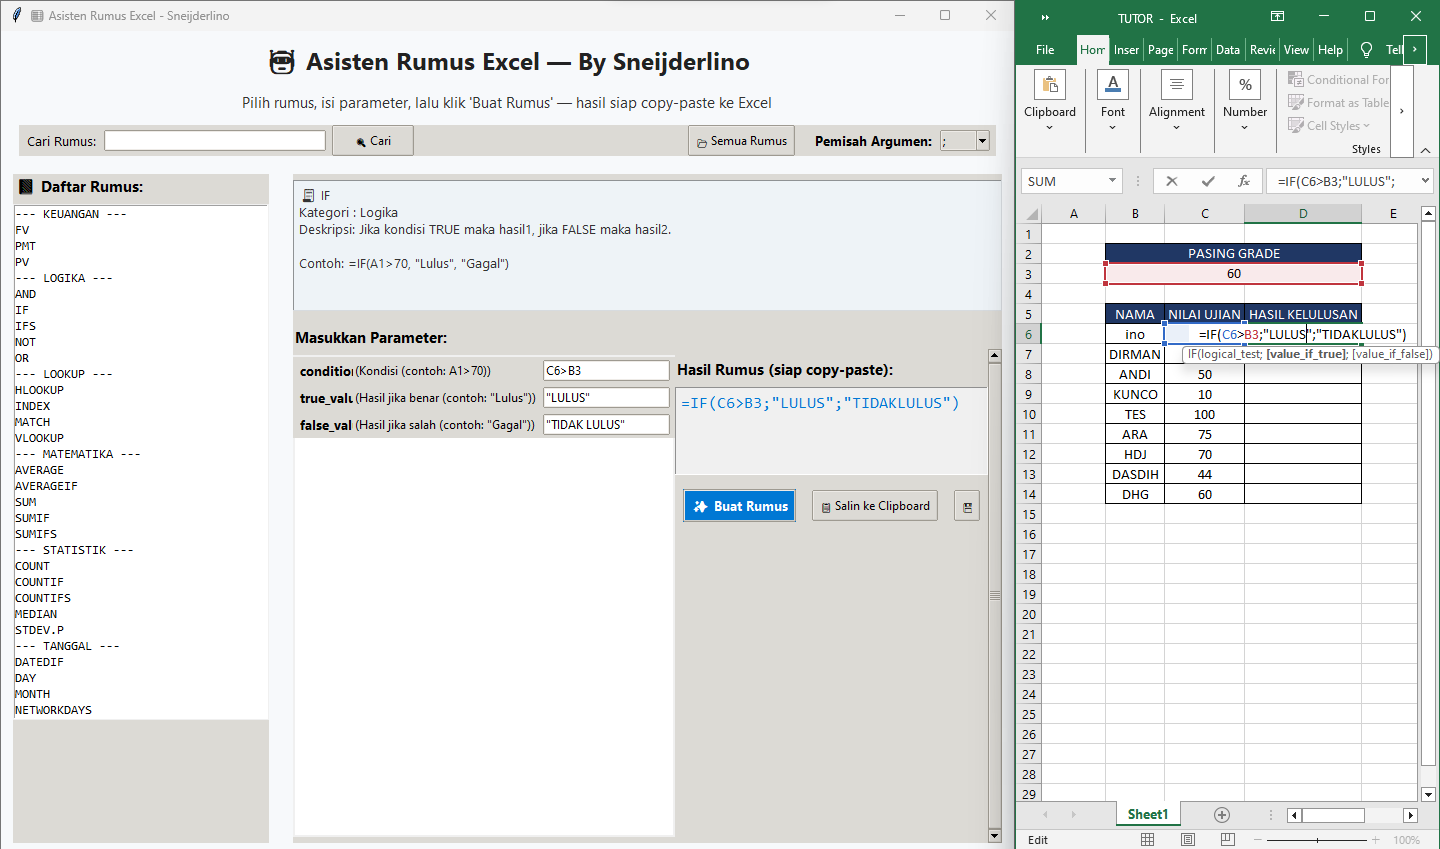 Asisten Rumus Excel - Sneijderlino
Asisten Rumus Excel — By Sneijderlino
Pilih rumus, isi parameter, lalu klik 'Buat Rumus' — hasil siap copy-paste ke Excel
Cari Rumus:
Cari
Semua Rumus
Pemisah Argumen:
;
Daftar Rumus:
--- KEUANGAN ---
FV
PMT
PV
--- LOGIKA ---
AND
IF
IFS
NOT
OR
--- LOOKUP ---
HLOOKUP
INDEX
MATCH
VLOOKUP
--- MATEMATIKA ---
AVERAGE
AVERAGEIF
SUM
SUMIF
SUMIFS
--- STATISTIK ---
COUNT
COUNTIF
COUNTIFS
MEDIAN
STDEV.P
--- TANGGAL ---
DATEDIF
DAY
MONTH
NETWORKDAYS
IF
Kategori : Logika
Deskripsi: Jika kondisi TRUE maka hasil1, jika FALSE maka hasil2.
Contoh: =IF(A1>70, "Lulus", "Gagal")
Masukkan Parameter:
condition (Kondisi (contoh: A1>70)) C6>B3
true_valu (Hasil jika benar (contoh: "Lulus")) "LULUS"
false_val (Hasil jika salah (contoh: "Gagal")) "TIDAK LULUS"
Hasil Rumus (siap copy-paste):
=IF(C6>B3;"LULUS";"TIDAKLULUS")
Buat Rumus
Salin ke Clipboard
TUTOR - Excel
File Hom Inser Page Form Data Revie View Help Tell
Clipboard
Font
Alignment
Number
%
Conditional For
Format as Table
Cell Styles
Styles
SUM
fx
=IF(C6>B3;"LULUS";
A B C D E
1
2 PASING GRADE
3 60
4
5 NAMA NILAI UJIAN HASIL KELULUSAN
6 ino =IF(C6>B3;"LULUS";"TIDAKLULUS")
7 DIRMAN
IF(logical_test; [value_if_true]; [value_if_false])
8 ANDI 50
9 KUNCO 10
10 TES 100
11 ARA 75
12 HDJ 70
13 DASDIH 44
14 DHG 60
15
16
17
18
19
20
21
22
23
24
25
26
27
28
29
Sheet1
Edit
100%